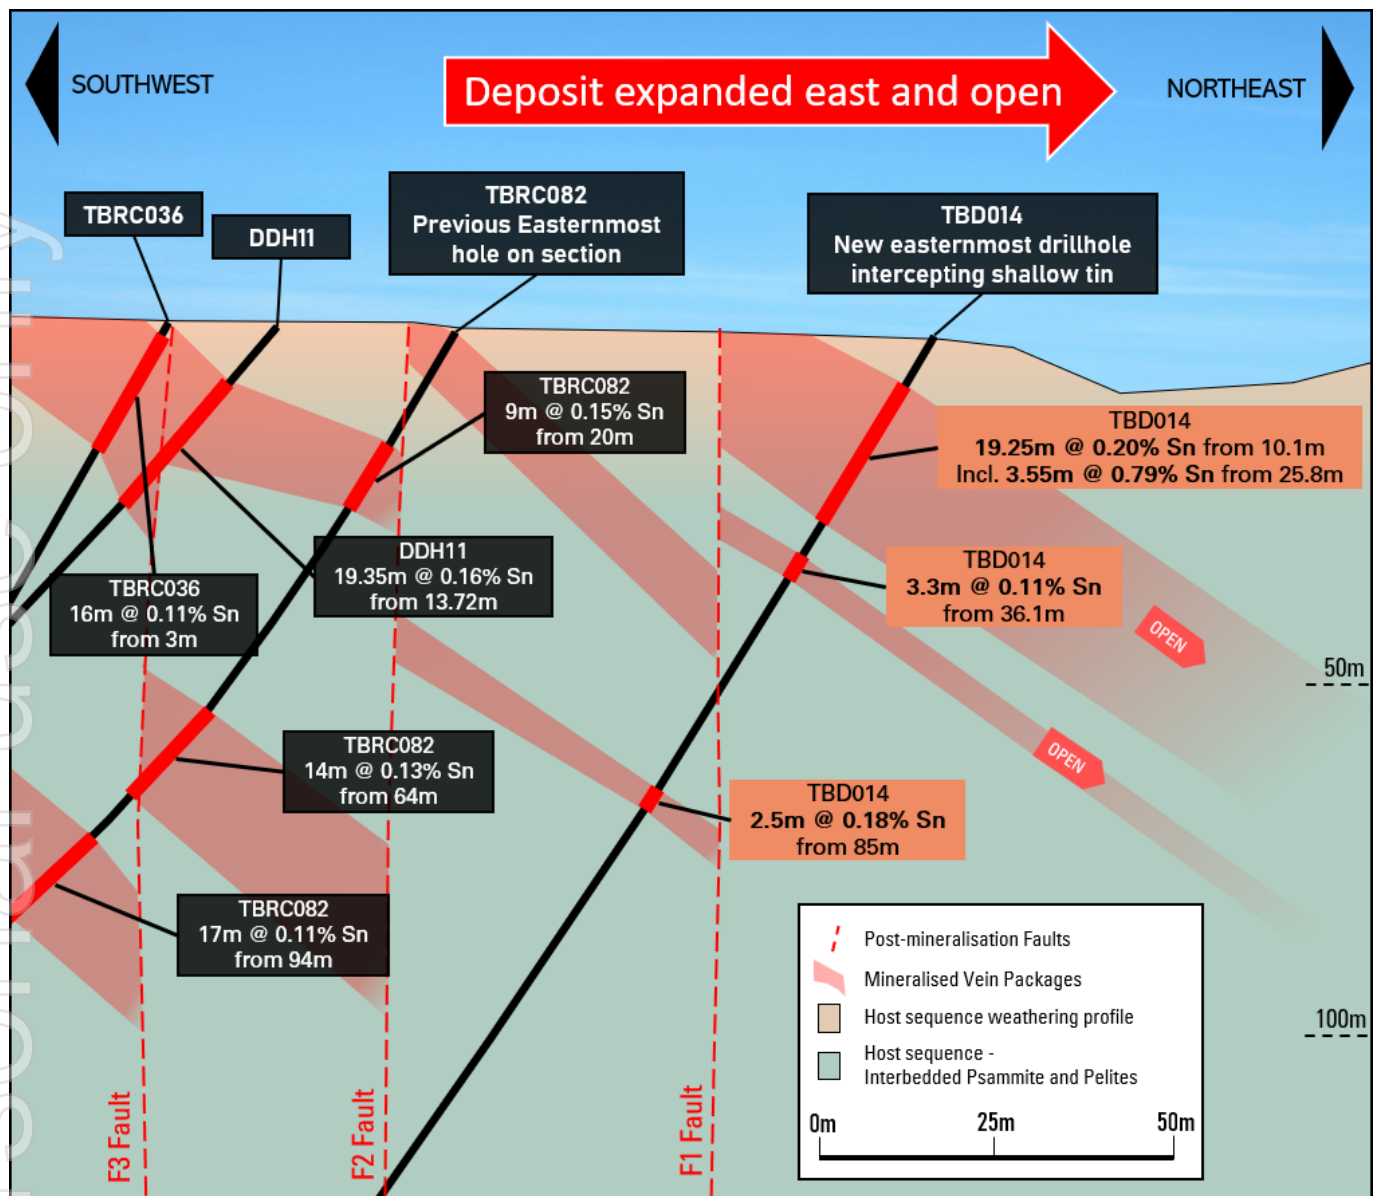 SOUTHWEST
Deposit expanded east and open
NORTHEAST
TBRC036
DDH11
TBRC082
Previous Easternmost
hole on section
TBD014
New easternmost drillhole
intercepting shallow tin
TBRC082
9m @ 0.15% Sn
from 20m
TBD014
19.25m @ 0.20% Sn from 10.1m
Incl. 3.55m @ 0.79% Sn from 25.8m
DDH11
19.35m @ 0.16% Sn
from 13.72m
TBD014
3.3m @ 0.11% Sn
from 36.1m
TBRC036
16m @ 0.11% Sn
from 3m
OPEN
50m
TBRC082
14m @ 0.13% Sn
from 64m
OPEN
TBD014
2.5m @ 0.18% Sn
from 85m
TBRC082
17m @ 0.11% Sn
from 94m
100m
Post-mineralisation Faults
Mineralised Vein Packages
Host sequence weathering profile
Host sequence -
Interbedded Psammite and Pelites
0m 25m 50m
F3 Fault
F2 Fault
F1 Fault
sonal use only